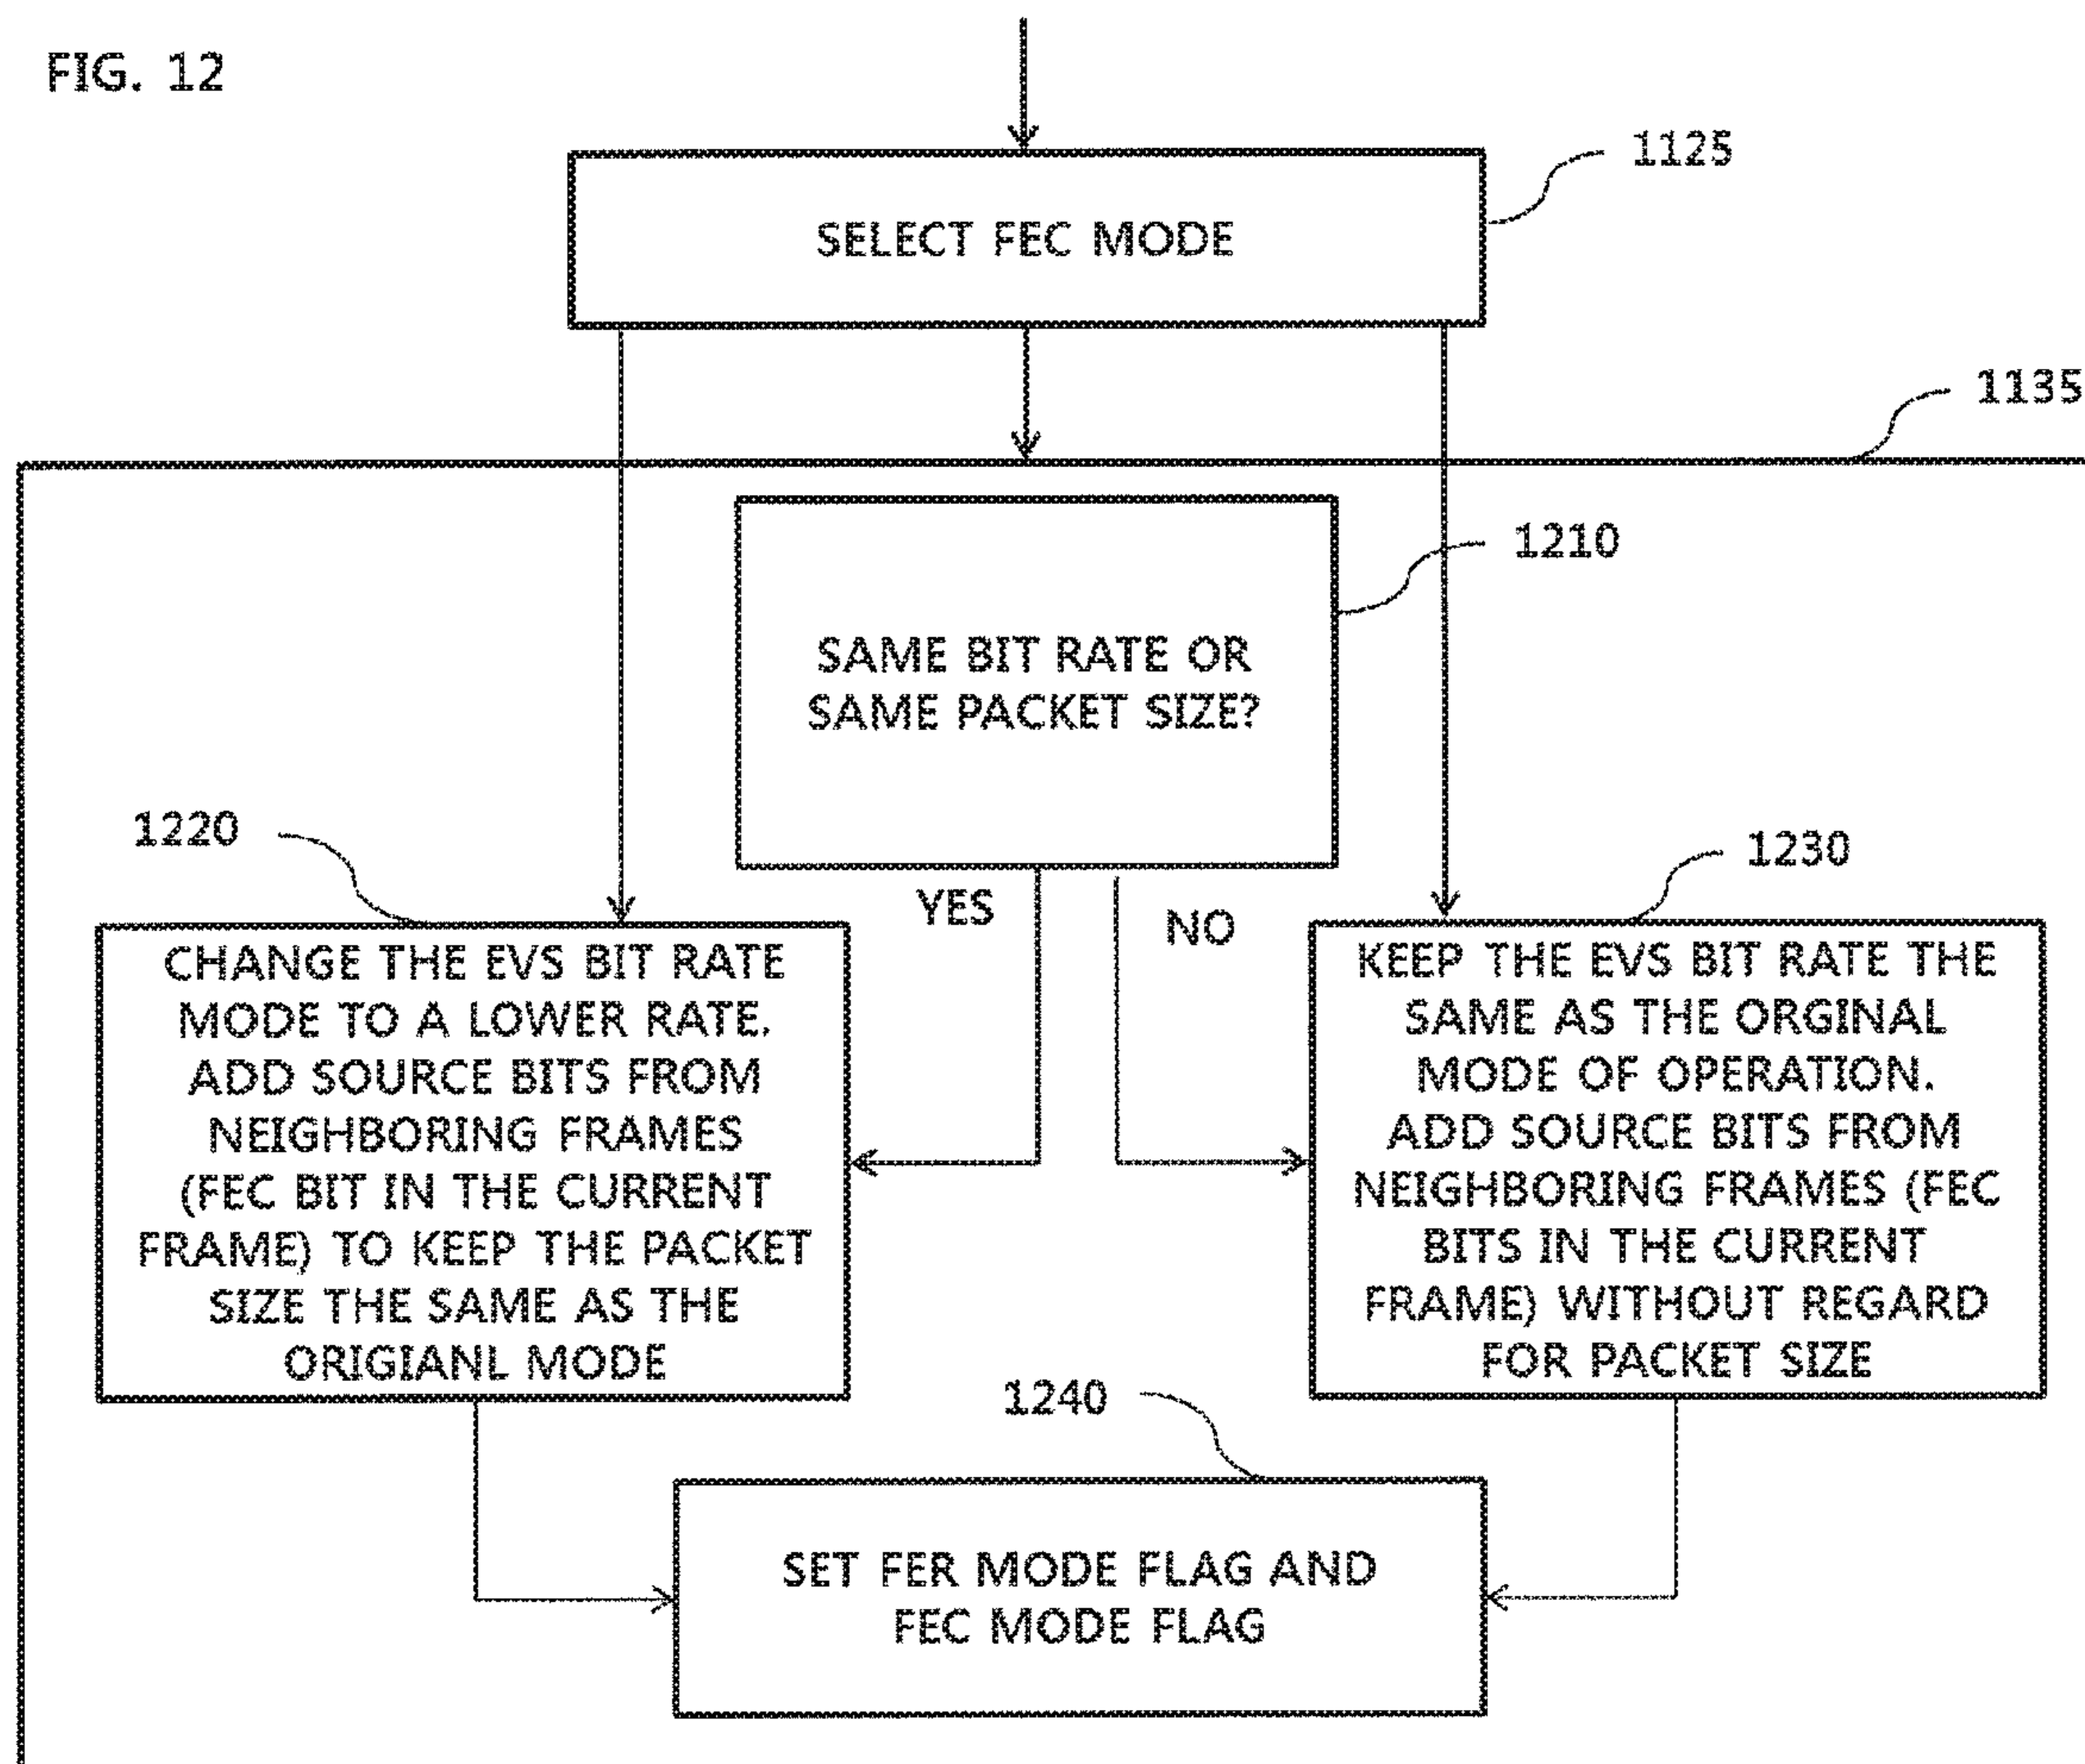 FIG. 12
1125
SELECT FEC MODE
1135
1210
SAME BIT RATE OR
SAME PACKET SIZE?
1220
YES
NO
1230
CHANGE THE EVS BIT RATE
MODE TO A LOWER RATE.
ADD SOURCE BITS FROM
NEIGHBORING FRAMES
(FEC BIT IN THE CURRENT
FRAME) TO KEEP THE PACKET
SIZE THE SAME AS THE
ORIGIANL MODE
KEEP THE EVS BIT RATE THE
SAME AS THE ORGINAL
MODE OF OPERATION.
ADD SOURCE BITS FROM
NEIGHBORING FRAMES (FEC
BITS IN THE CURRENT
FRAME) WITHOUT REGARD
FOR PACKET SIZE
1240
SET FER MODE FLAG AND
FEC MODE FLAG